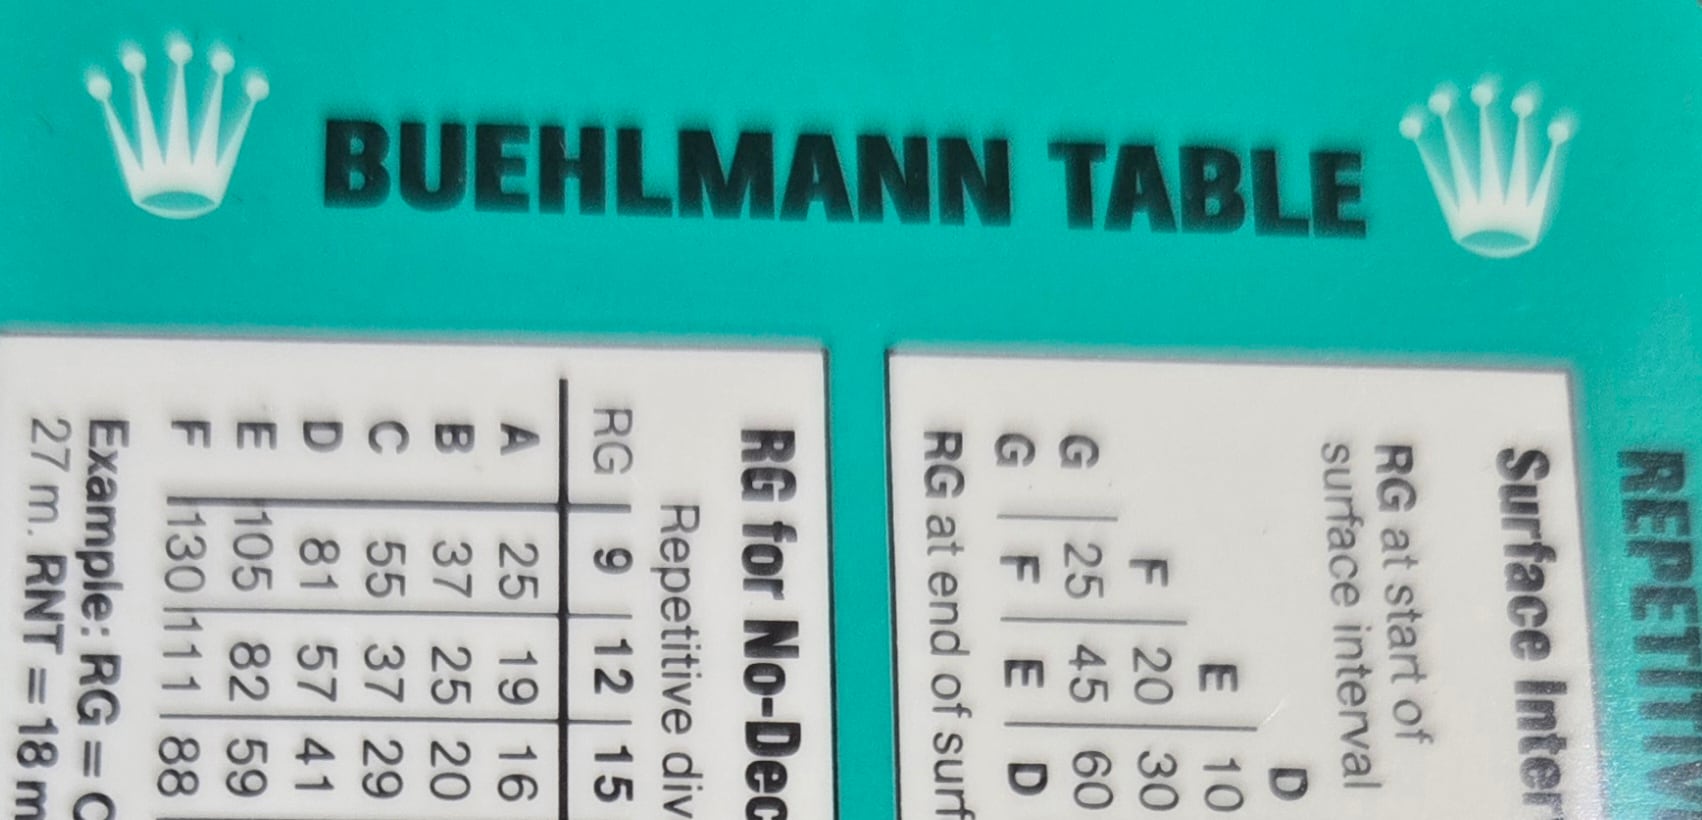 BUEHLMANN TABLE
REPETITIV
Surface Inter
RG at start of
surface interval
D
E 10
F 20 30
G 25 45 60
G F E D
RG at end of surf
RG for No-Dec
Repetitive div
RG 9 12 15
A 25 19 16
B 37 25 20
C 55 37 29
D 81 57 41
E 105 82 59
F 130 111 88
Example: RG = C
27 m. RNT = 18 m